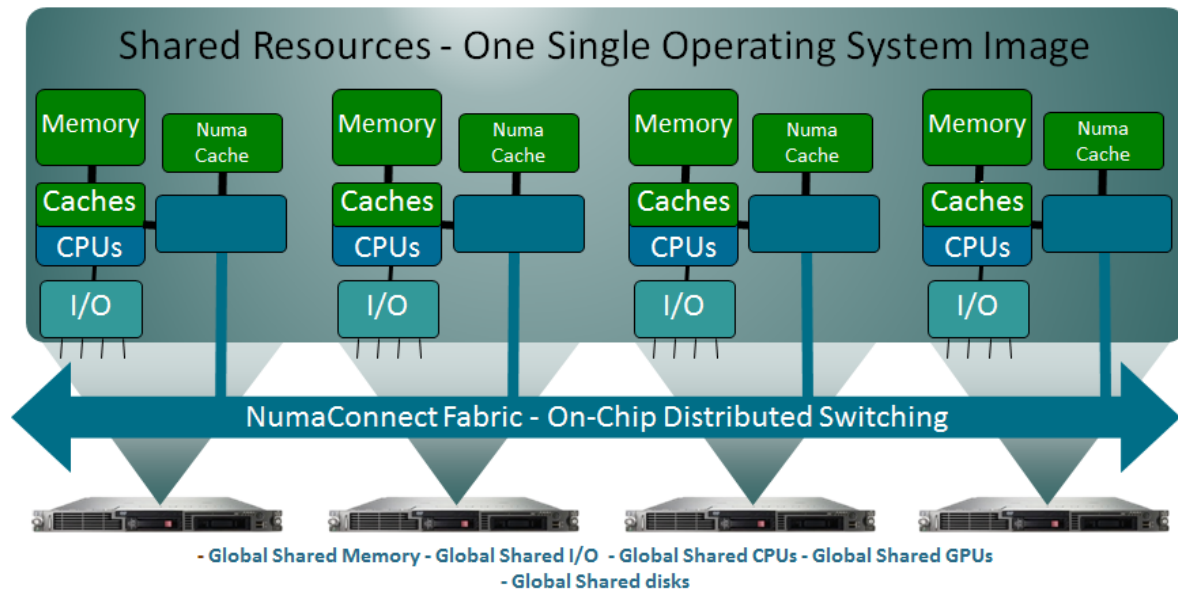 Shared Resources - One Single Operating System Image
Memory
Numa
Cache
Caches
CPUs
I/O
Memory
Numa
Cache
Caches
CPUs
I/O
Memory
Numa
Cache
Caches
CPUs
I/O
Memory
Numa
Cache
Caches
CPUs
I/O
NumaConnect Fabric - On-Chip Distributed Switching
- Global Shared Memory - Global Shared I/O - Global Shared CPUs - Global Shared GPUs
- Global Shared disks